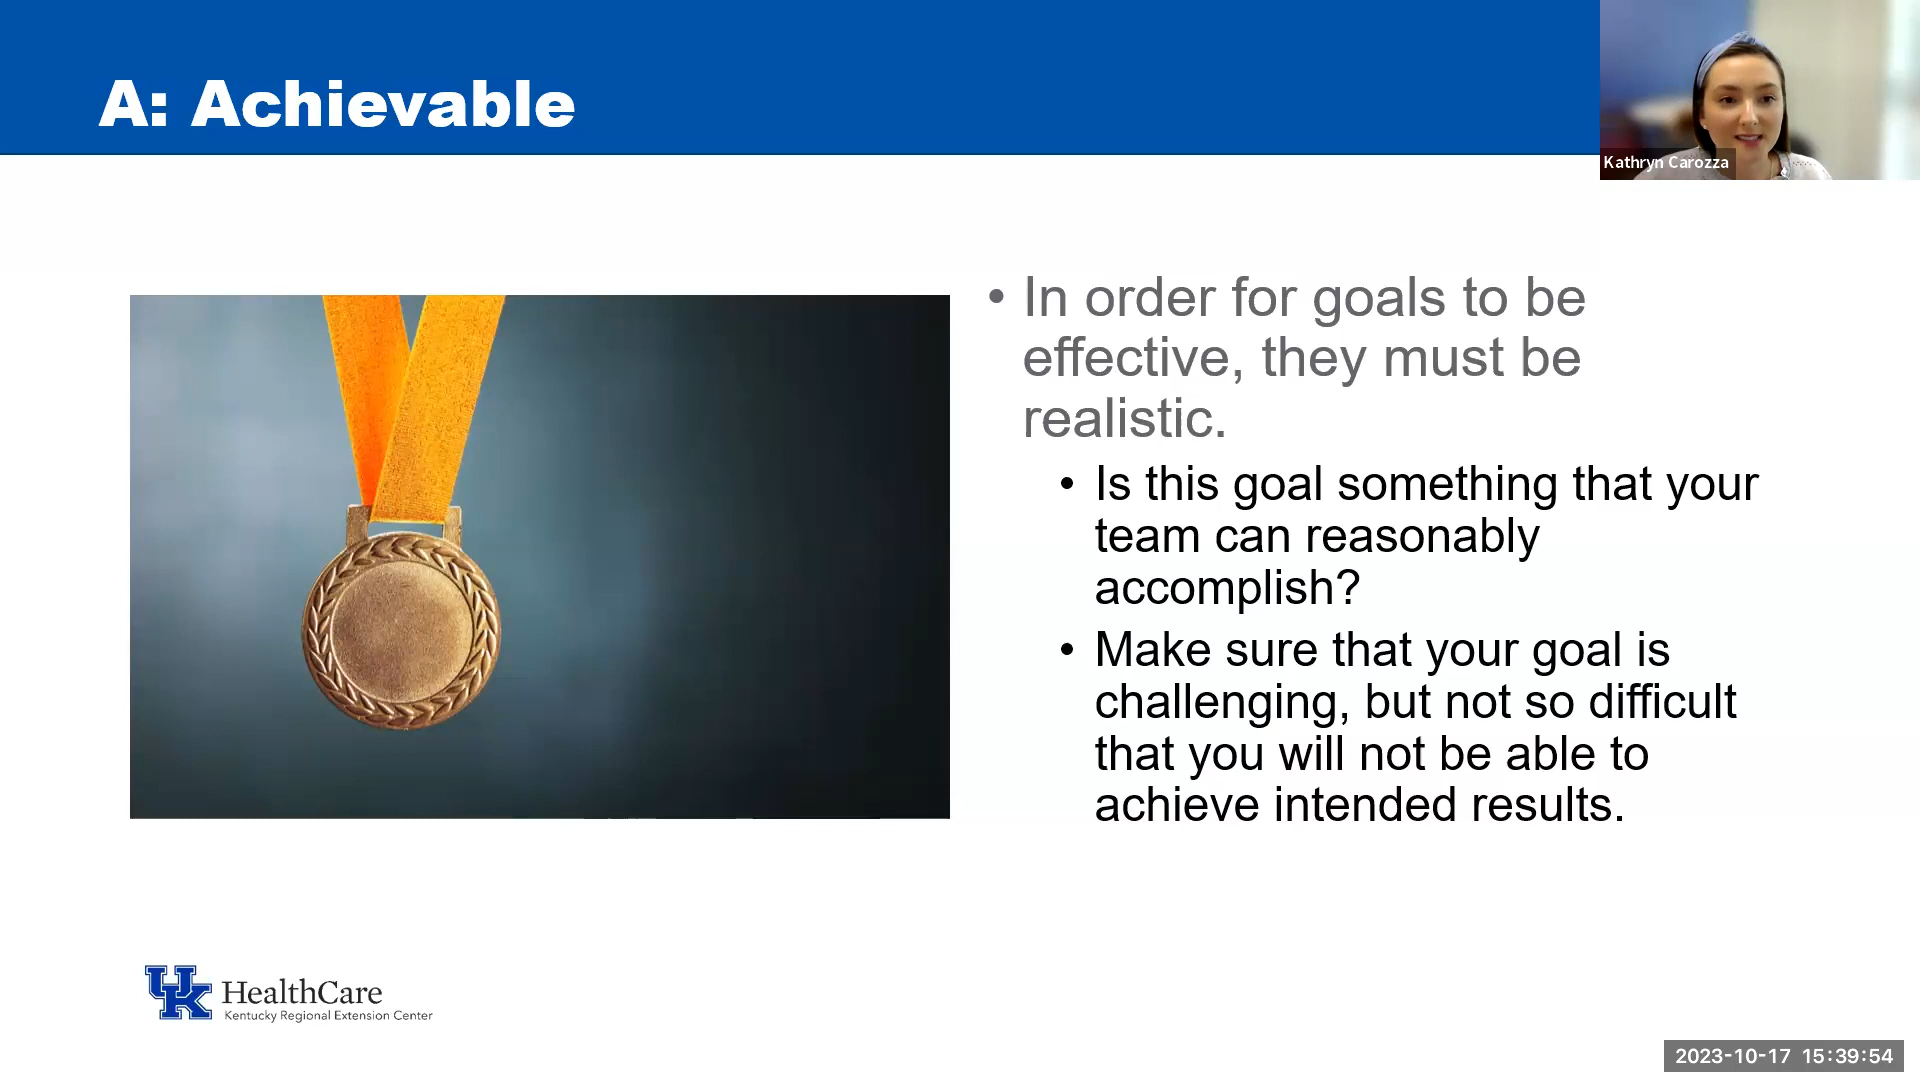 A: Achievable
Kathryn Carozza
• In order for goals to be
effective, they must be
realistic.
• Is this goal something that your
team can reasonably
accomplish?
• Make sure that your goal is
challenging, but not so difficult
that you will not be able to
achieve intended results.
UK HealthCare
Kentucky Regional Extension Center
2023-10-17 15:39:54